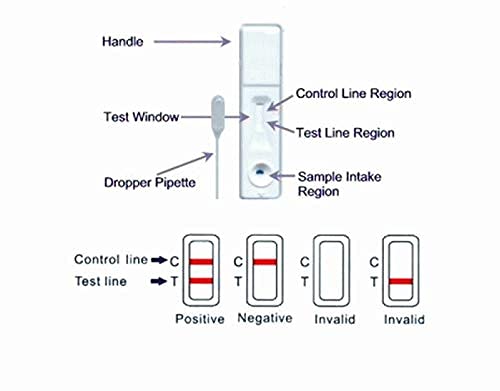 Handle
Control Line Region
Test Window
Test Line Region
Dropper Pipette
Sample Intake
Region
Control line
C
C
C
C
Test line
T
T
T
T
Positive
Negative
Invalid
Invalid